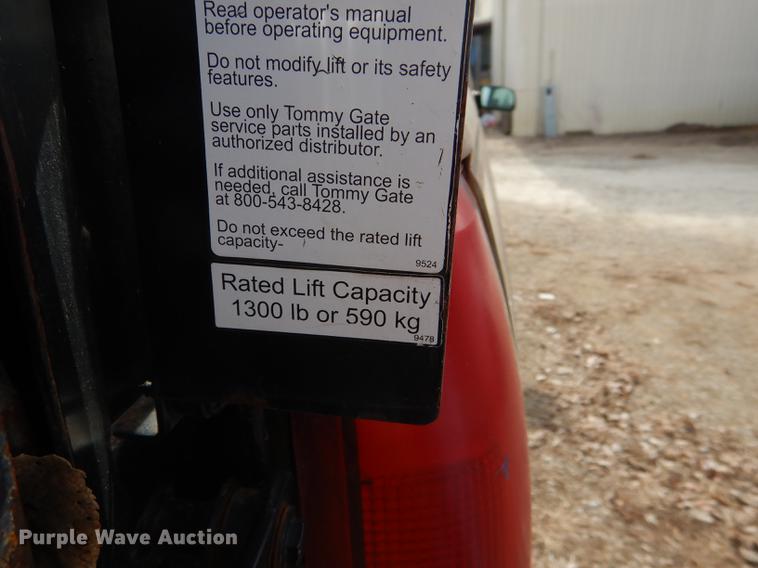 Read operator's manual
before operating equipment.
Do not modify lift or its safety
features.
Use only Tommy Gate
service parts installed by an
authorized distributor.
If additional assistance is
needed, call Tommy Gate
at 800-543-8428.
Do not exceed the rated lift
capacity-
9524
Rated Lift Capacity
1300 lb or 590 kg
9478
Purple Wave Auction